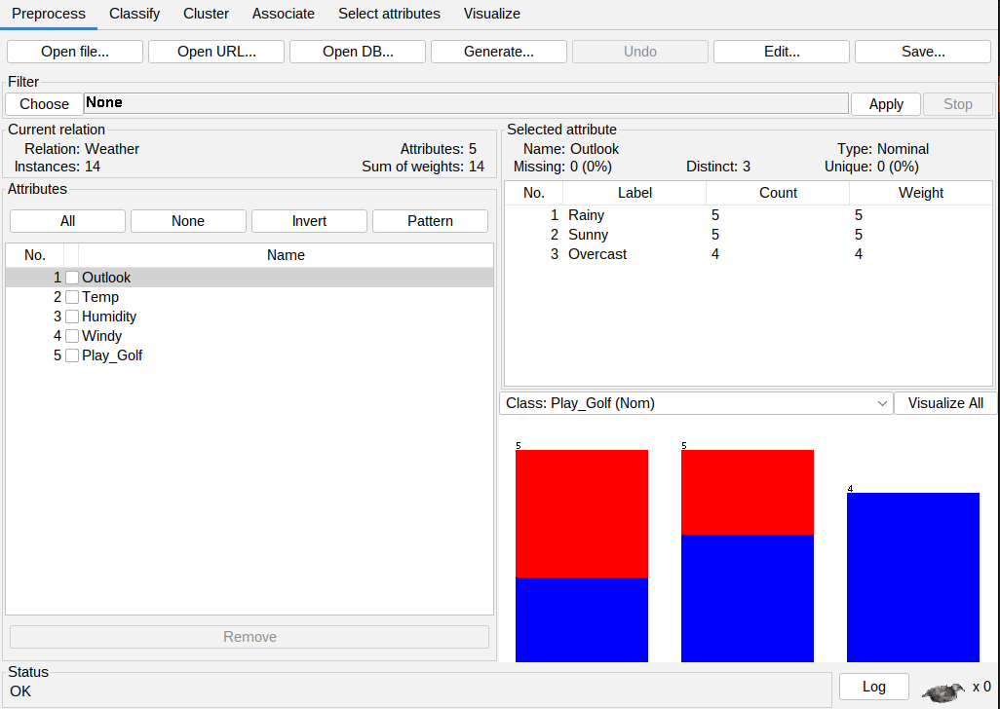 Preprocess Classify Cluster Associate Select attributes Visualize
Open file... Open URL... Open DB... Generate... Undo Edit... Save...
Filter
Choose None Apply Stop
Current relation
Relation: Weather Attributes: 5
Instances: 14 Sum of weights: 14
Attributes
All None Invert Pattern
No. Name
1 Outlook
2 Temp
3 Humidity
4 Windy
5 Play_Golf
Remove
Selected attribute
Name: Outlook Type: Nominal
Missing: 0 (0%) Distinct: 3 Unique: 0 (0%)
No. Label Count Weight
1 Rainy 5 5
2 Sunny 5 5
3 Overcast 4 4
Class: Play_Golf (Nom) Visualize All
5 5 4
Status
OK Log x 0